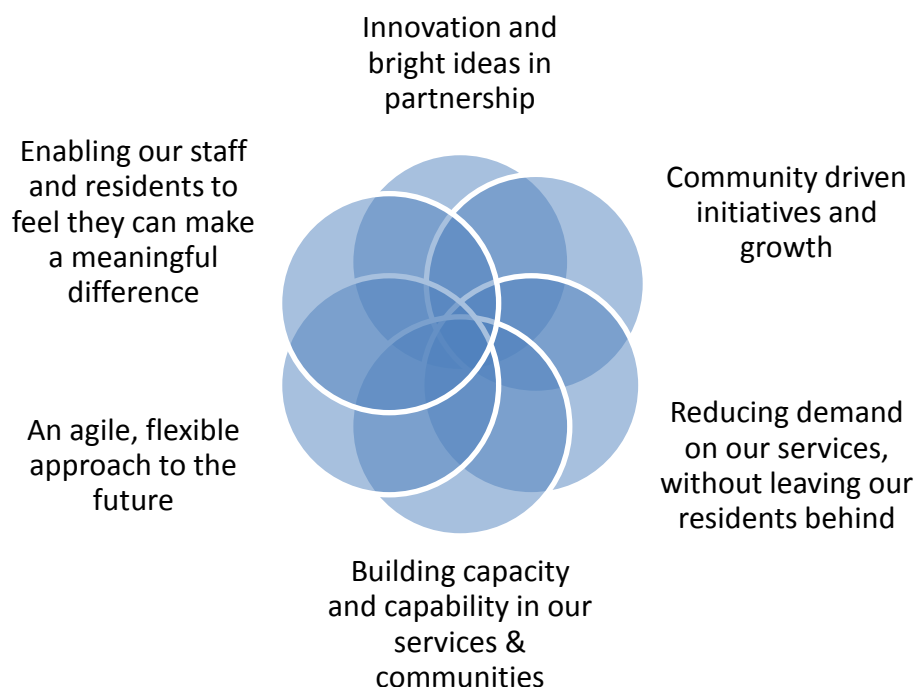 Innovation and
bright ideas in
partnership
Community driven
initiatives and
growth
Reducing demand
on our services,
without leaving our
residents behind
Building capacity
and capability in our
services &
communities
An agile, flexible
approach to the
future
Enabling our staff
and residents to
feel they can make
a meaningful
difference